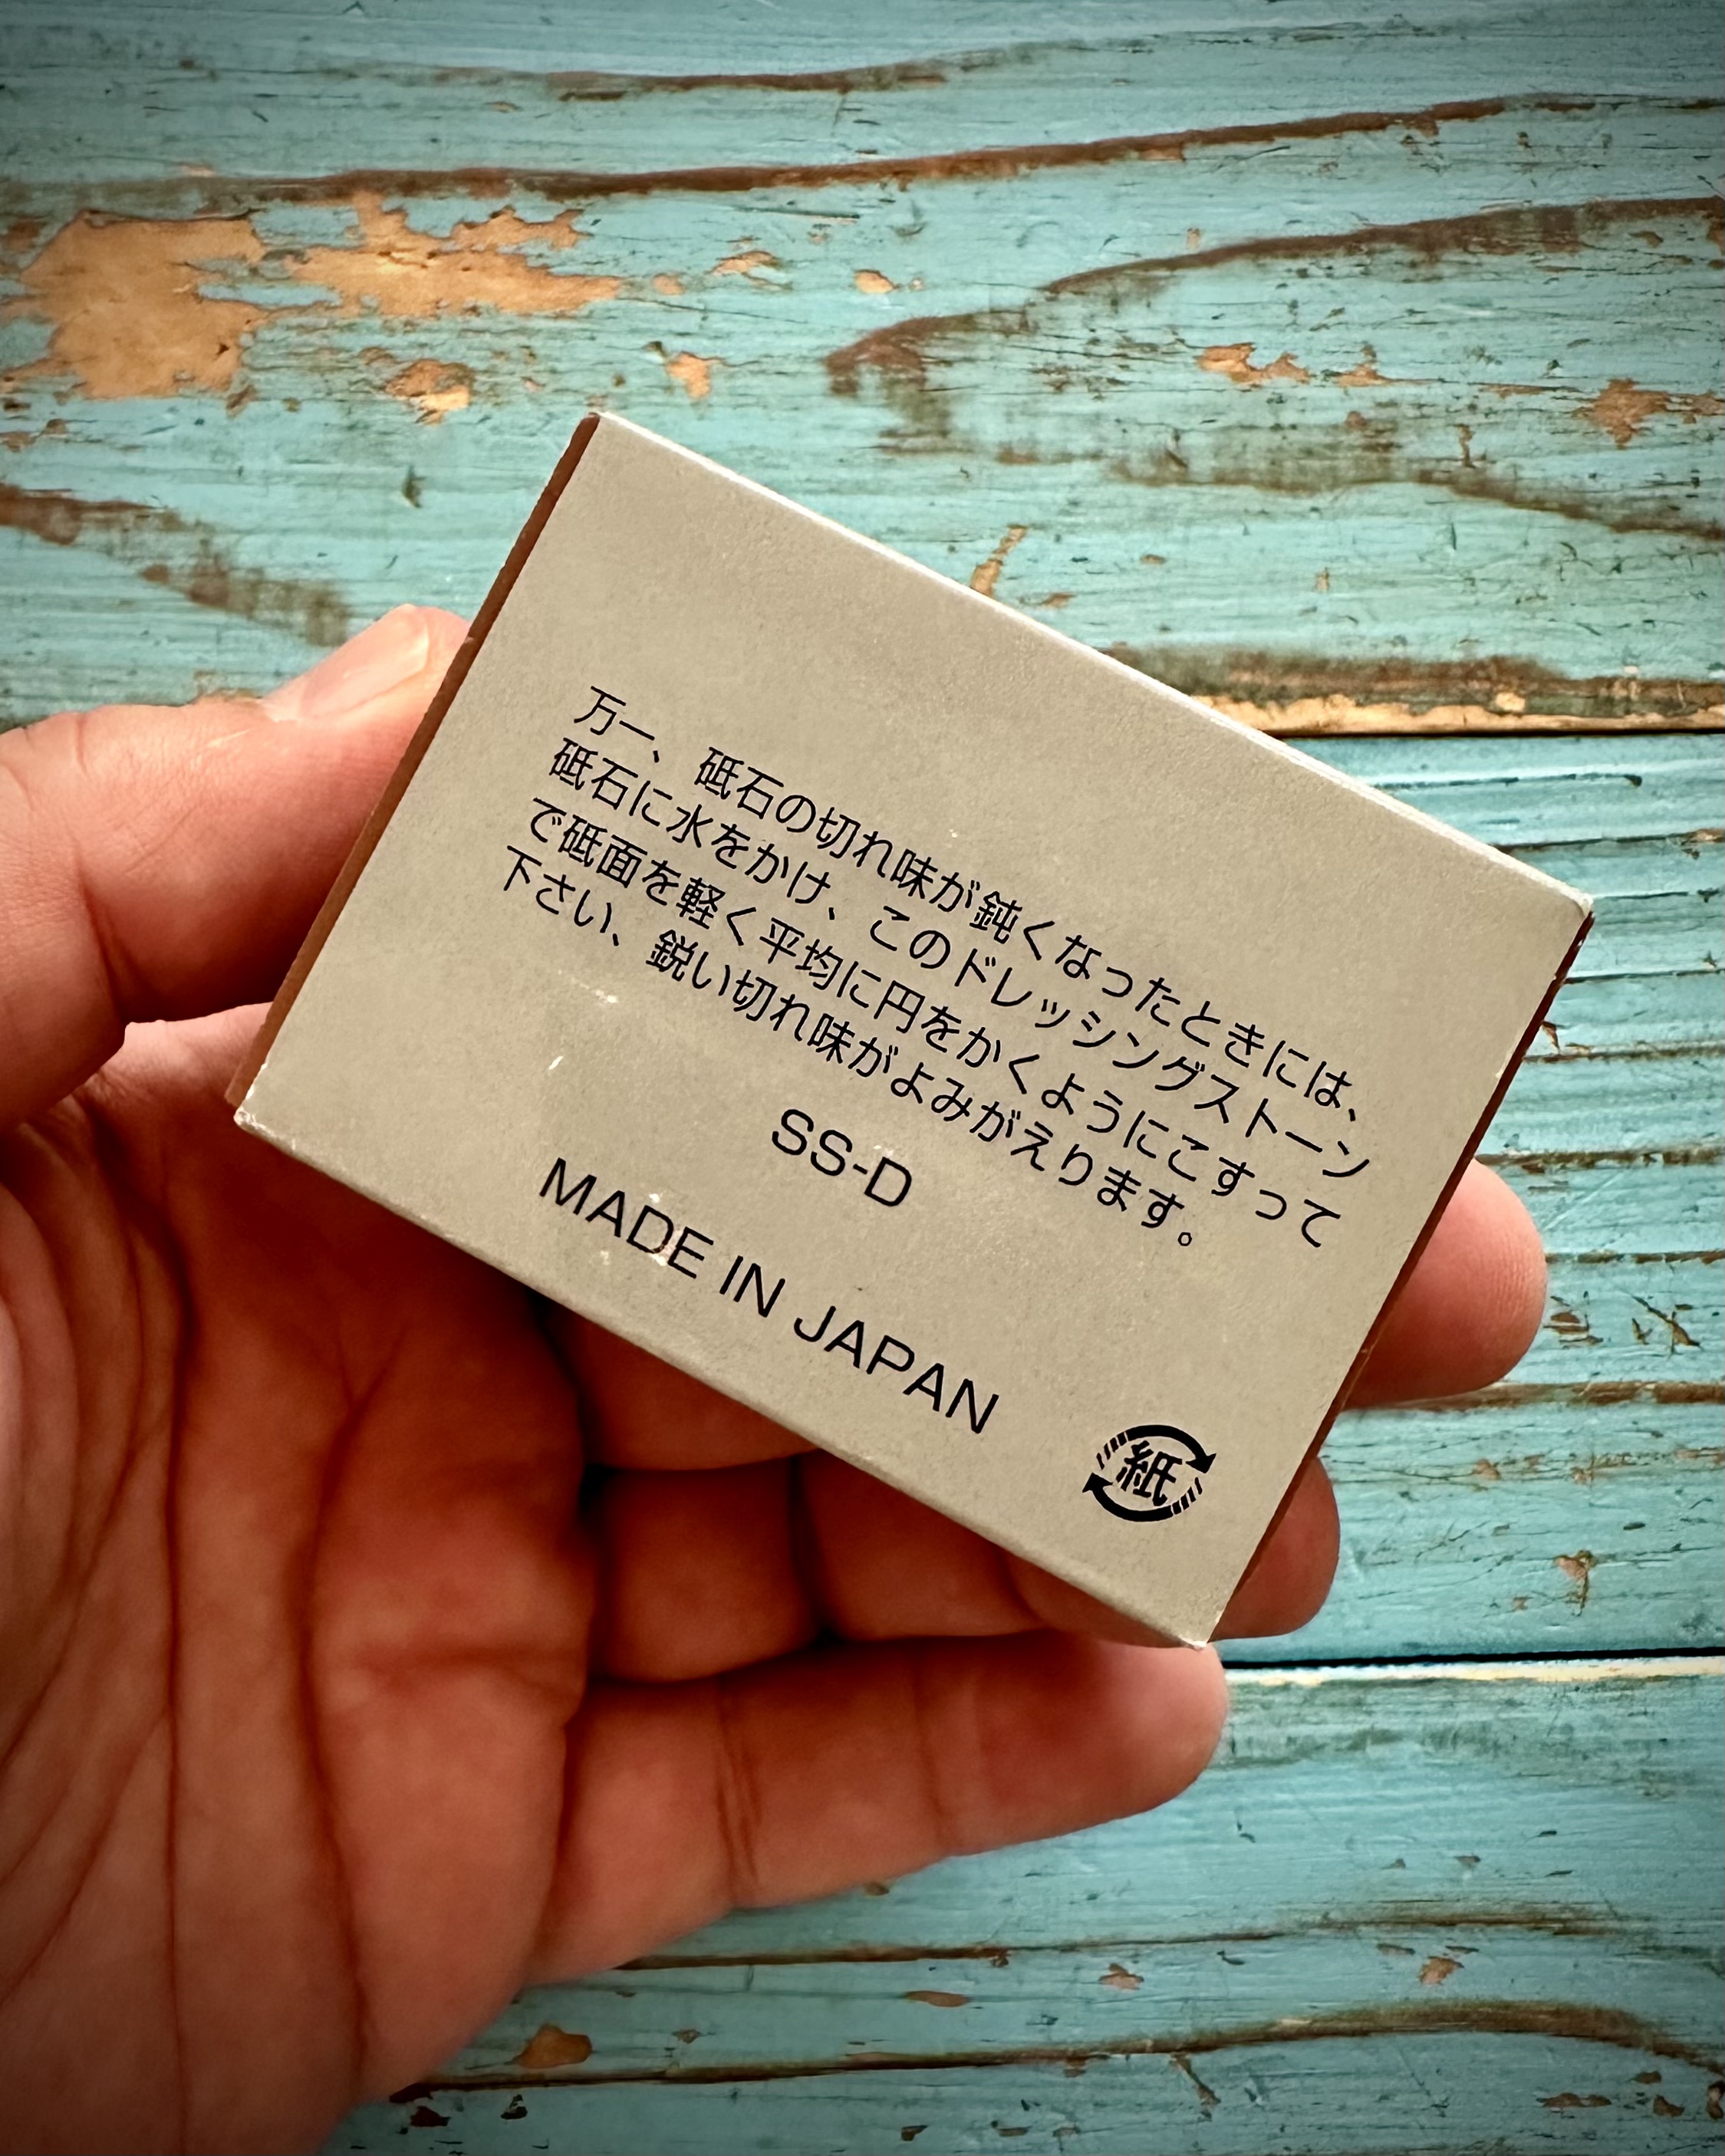 万一、砥石の切れ味が鈍くなったときには、
砥石に水をかけ、このドレッシングストーン
で砥面を軽く平均に円をかくようにこすって
下さい、鋭い切れ味がよみがえります。
SS-D
MADE IN JAPAN
紙